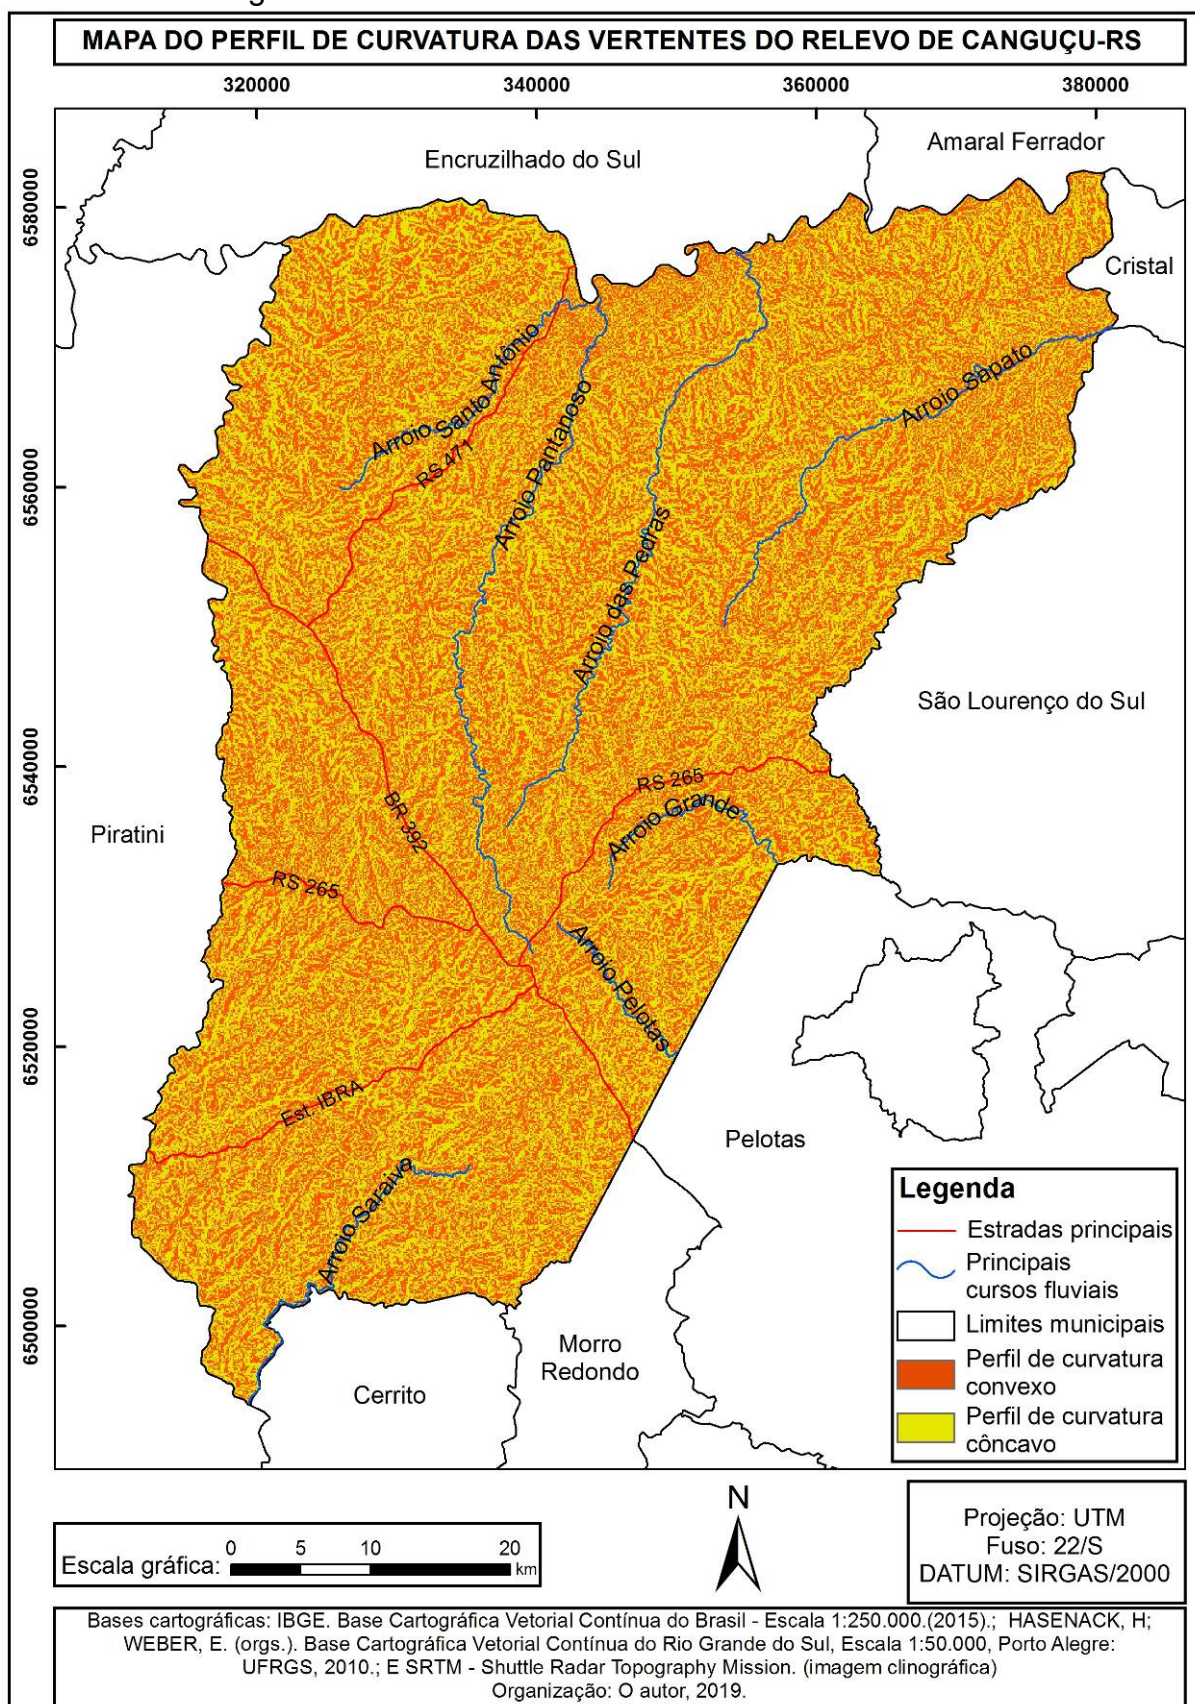 MAPA DO PERFIL DE CURVATURA DAS VERTENTES DO RELEVO DE CANGUÇU-RS
320000 340000 360000 380000
Amaral Ferrador
Encruzilhado do Sul
6580000
Cristal
Arroio Santo Antônio
Arroio Sapato
Arroio Pantanoso
RS 471
6560000
Arroio das Pedras
São Lourenço do Sul
6540000
RS 265
Arroio Grande
BR 392
Piratini
RS 265
Arroio Pelotas
6520000
Est. IBRA
Pelotas
Arroio Saraiva
6500000
Morro
Redondo
Cerrito
Legenda
Estradas principais
Principais
cursos fluviais
Limites municipais
Perfil de curvatura
convexo
Perfil de curvatura
côncavo
N
Escala gráfica: 0 5 10 20 km
Projeção: UTM
Fuso: 22/S
DATUM: SIRGAS/2000
Bases cartográficas: IBGE. Base Cartográfica Vetorial Contínua do Brasil - Escala 1:250.000.(2015).; HASENACK, H;
WEBER, E. (orgs.). Base Cartográfica Vetorial Contínua do Rio Grande do Sul, Escala 1:50.000, Porto Alegre:
UFRGS, 2010.; E SRTM - Shuttle Radar Topography Mission. (imagem clinográfica)
Organização: O autor, 2019.